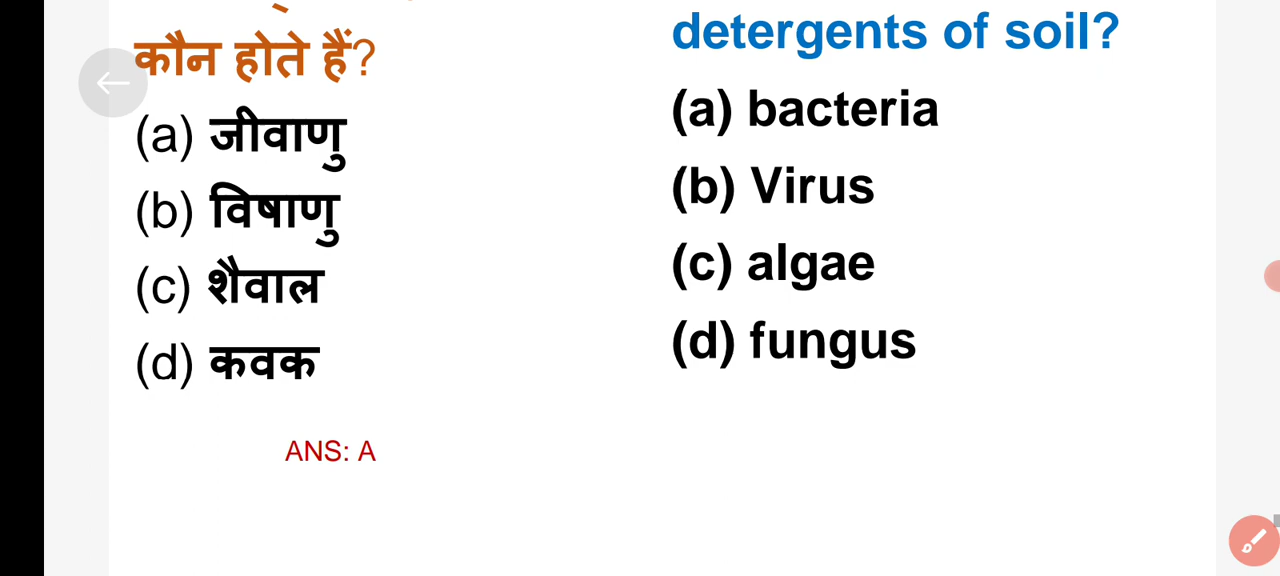 कौन होते हैं?
(a) जीवाणु
(b) विषाणु
(c) शैवाल
(d) कवक
ANS: A
detergents of soil?
(a) bacteria
(b) Virus
(c) algae
(d) fungus